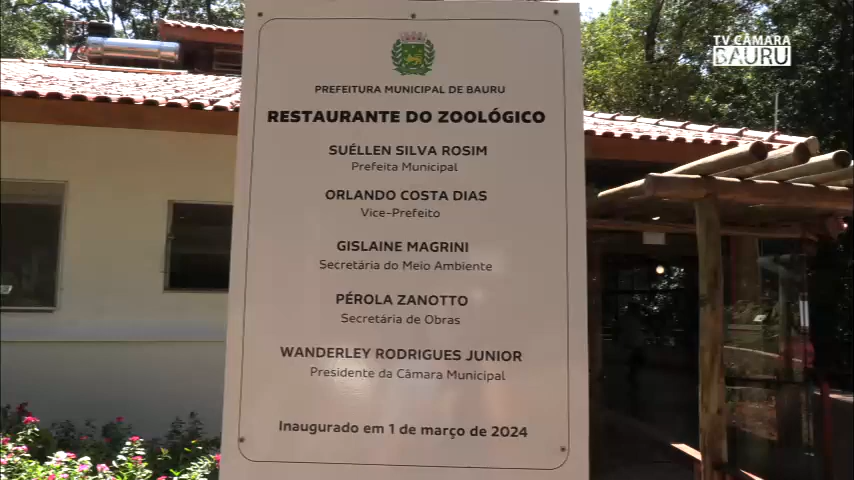 TV CÂMARA
BAURU
PREFEITURA MUNICIPAL DE BAURU
RESTAURANTE DO ZOOLÓGICO
SUÉLLEN SILVA ROSIM
Prefeita Municipal
ORLANDO COSTA DIAS
Vice-Prefeito
GISLAINE MAGRINI
Secretária do Meio Ambiente
PÉROLA ZANOTTO
Secretária de Obras
WANDERLEY RODRIGUES JUNIOR
Presidente da Câmara Municipal
Inaugurado em 1 de março de 2024